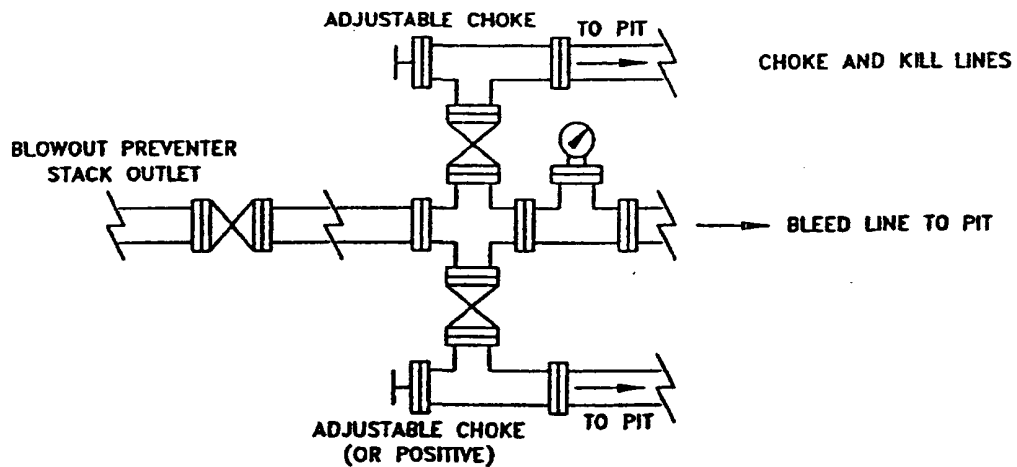 ADJUSTABLE CHOKE
TO PIT
CHOKE AND KILL LINES
BLOWOUT PREVENTER
STACK OUTLET
BLEED LINE TO PIT
TO PIT
ADJUSTABLE CHOKE
(OR POSITIVE)